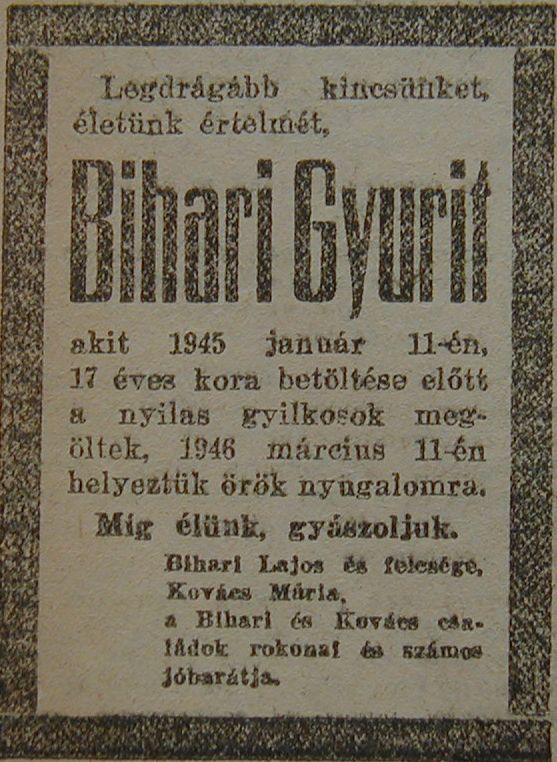 Legdrágább kincsünket,
életünk értelmét,
Bihari Gyurit
akit 1945 január 11-én,
17 éves kora betöltése előtt
a nyilas gyilkosok meg-
öltek, 1946 március 11-én
helyeztük örök nyugalomra.
Mig élünk, gyászoljuk.
Bihari Lajos és felesége,
Kovács Mária,
a Bihari és Kovács csa-
ládok rokonai és számos
jóbarátja.